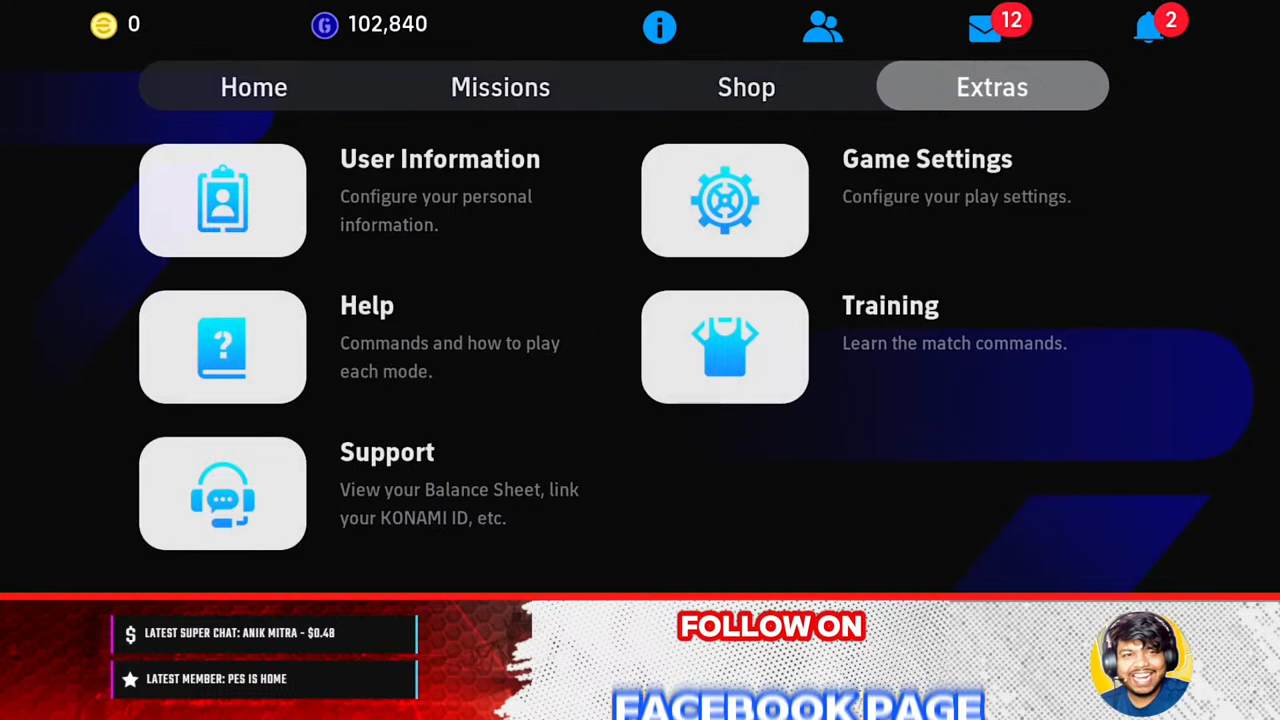 0
102,840
12
2
Home
Missions
Shop
Extras
User Information
Configure your personal
information.
Game Settings
Configure your play settings.
Help
Commands and how to play
each mode.
Training
Learn the match commands.
Support
View your Balance Sheet, link
your KONAMI ID, etc.
LATEST SUPER CHAT: ANIK MITRA - $0.48
LATEST MEMBER: PES IS HOME
FOLLOW ON
FACEBOOK PAGE